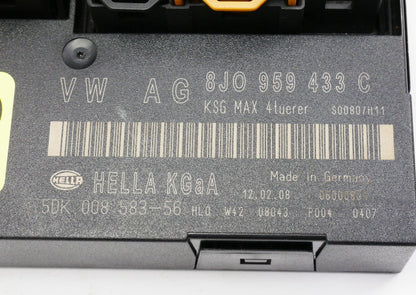 VW AG 8J0 959 433 C
KSG MAX 4tuerer S00807H11
Made in Germany
HELLA HELLA KGaA 12.02.08
5DK 008 583-56 HL0 W42 08043 P004 0407